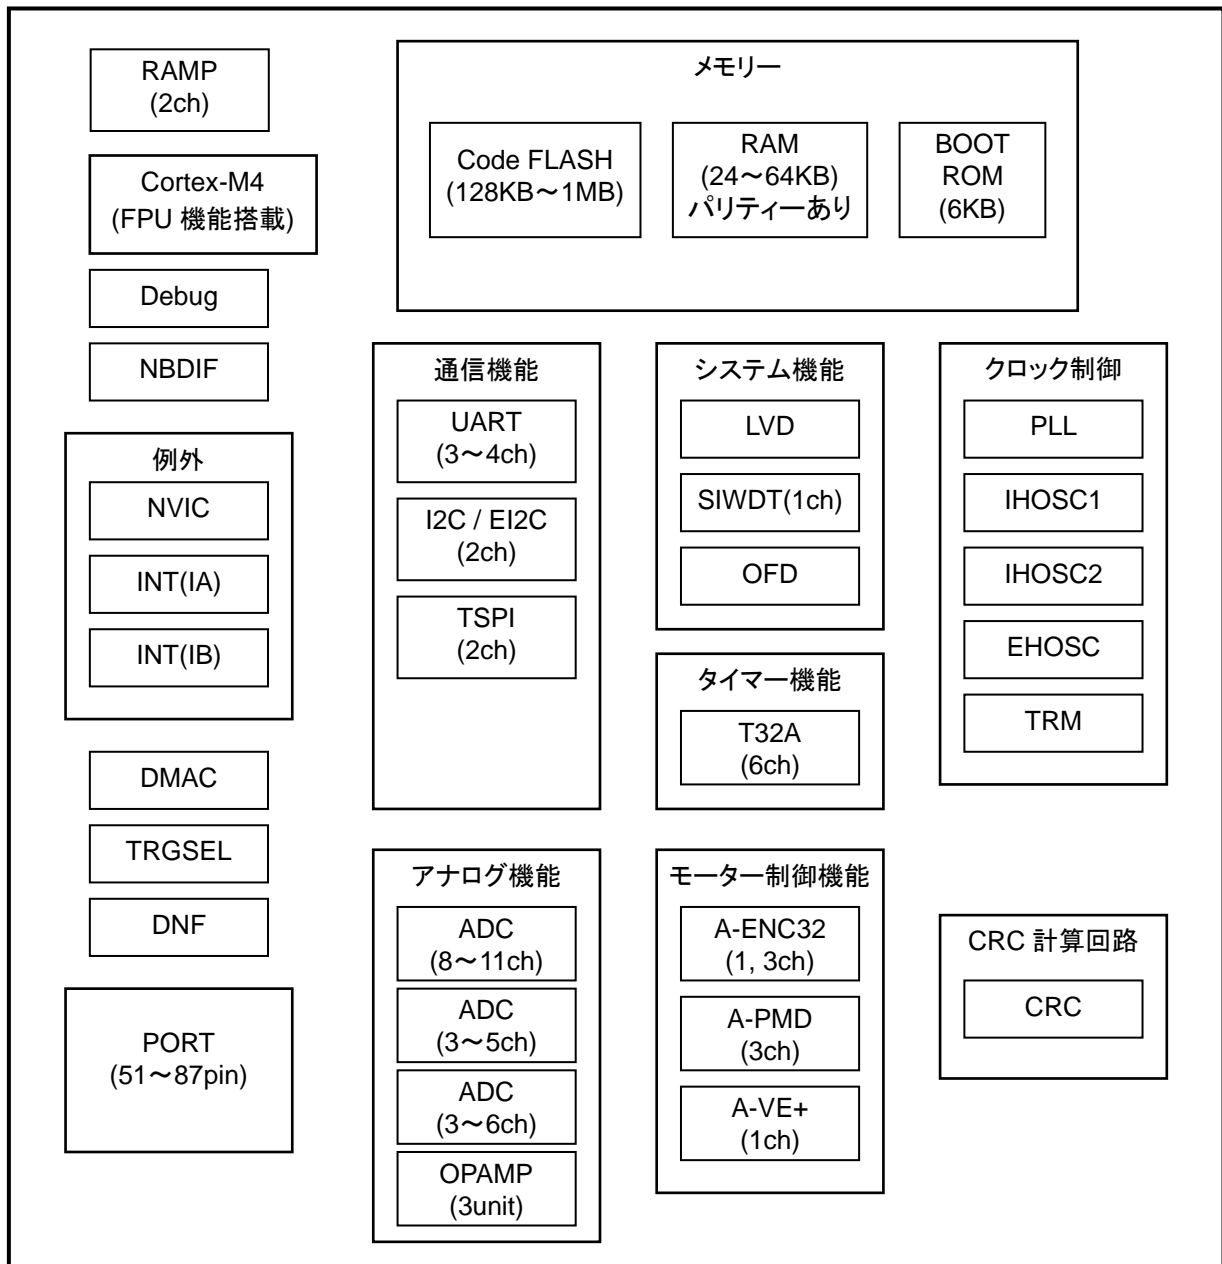 RAMP
(2ch)
Cortex-M4
(FPU 機能搭載)
Debug
NBDIF
例外
NVIC
INT(IA)
INT(IB)
DMAC
TRGSEL
DNF
PORT
(51～87pin)
メモリー
Code FLASH
(128KB～1MB)
RAM
(24～64KB)
パリティーあり
BOOT
ROM
(6KB)
通信機能
UART
(3～4ch)
I2C / EI2C
(2ch)
TSPI
(2ch)
システム機能
LVD
SIWDT(1ch)
OFD
タイマー機能
T32A
(6ch)
クロック制御
PLL
IHOSC1
IHOSC2
EHOSC
TRM
アナログ機能
ADC
(8～11ch)
ADC
(3～5ch)
ADC
(3～6ch)
OPAMP
(3unit)
モーター制御機能
A-ENC32
(1, 3ch)
A-PMD
(3ch)
A-VE+
(1ch)
CRC 計算回路
CRC